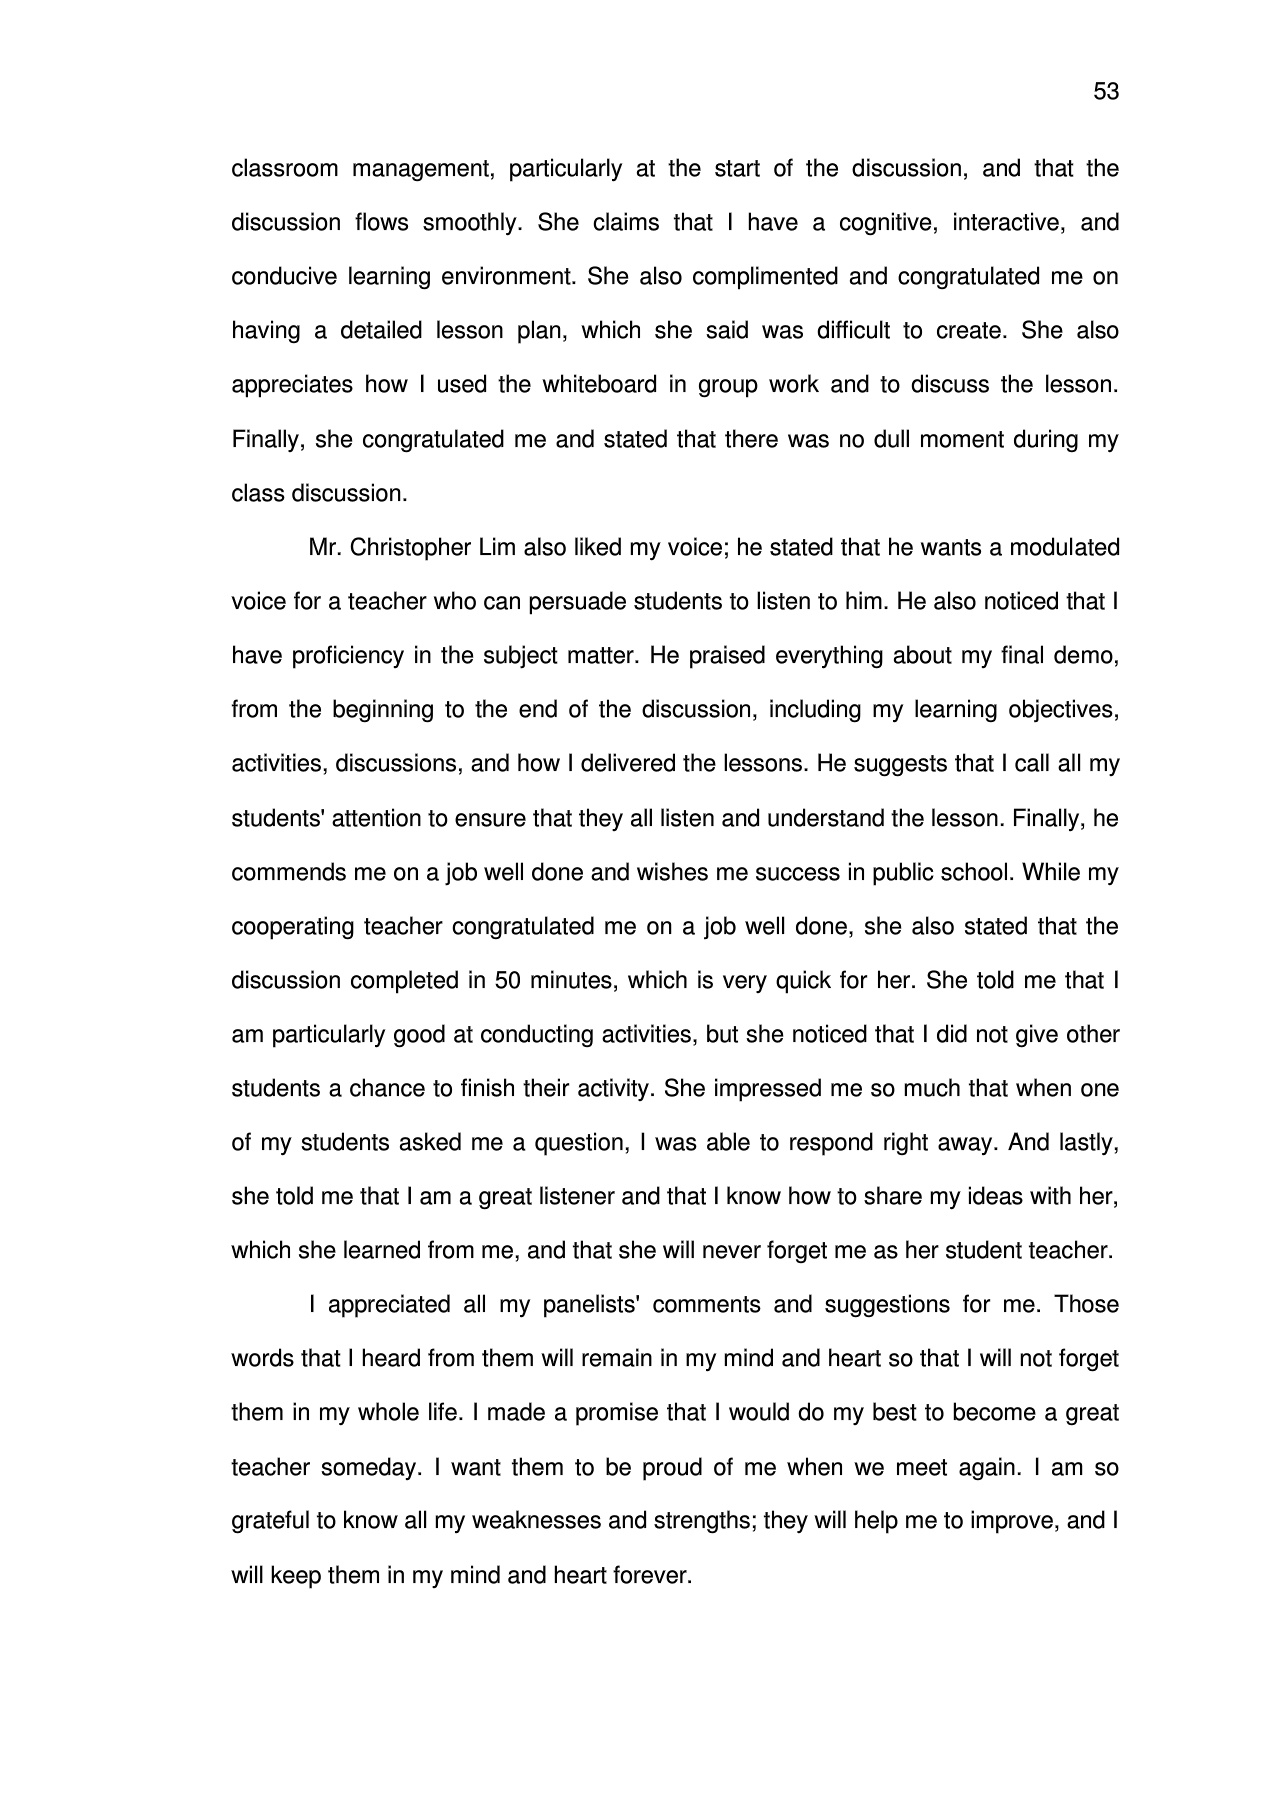 53
classroom management, particularly at the start of the discussion, and that the
discussion flows smoothly. She claims that I have a cognitive, interactive, and
conducive learning environment. She also complimented and congratulated me on
having a detailed lesson plan, which she said was difficult to create. She also
appreciates how I used the whiteboard in group work and to discuss the lesson.
Finally, she congratulated me and stated that there was no dull moment during my
class discussion.
Mr. Christopher Lim also liked my voice; he stated that he wants a modulated
voice for a teacher who can persuade students to listen to him. He also noticed that I
have proficiency in the subject matter. He praised everything about my final demo,
from the beginning to the end of the discussion, including my learning objectives,
activities, discussions, and how I delivered the lessons. He suggests that I call all my
students' attention to ensure that they all listen and understand the lesson. Finally, he
commends me on a job well done and wishes me success in public school. While my
cooperating teacher congratulated me on a job well done, she also stated that the
discussion completed in 50 minutes, which is very quick for her. She told me that I
am particularly good at conducting activities, but she noticed that I did not give other
students a chance to finish their activity. She impressed me so much that when one
of my students asked me a question, I was able to respond right away. And lastly,
she told me that I am a great listener and that I know how to share my ideas with her,
which she learned from me, and that she will never forget me as her student teacher.
I appreciated all my panelists' comments and suggestions for me. Those
words that I heard from them will remain in my mind and heart so that I will not forget
them in my whole life. I made a promise that I would do my best to become a great
teacher someday. I want them to be proud of me when we meet again. I am so
grateful to know all my weaknesses and strengths; they will help me to improve, and I
will keep them in my mind and heart forever.